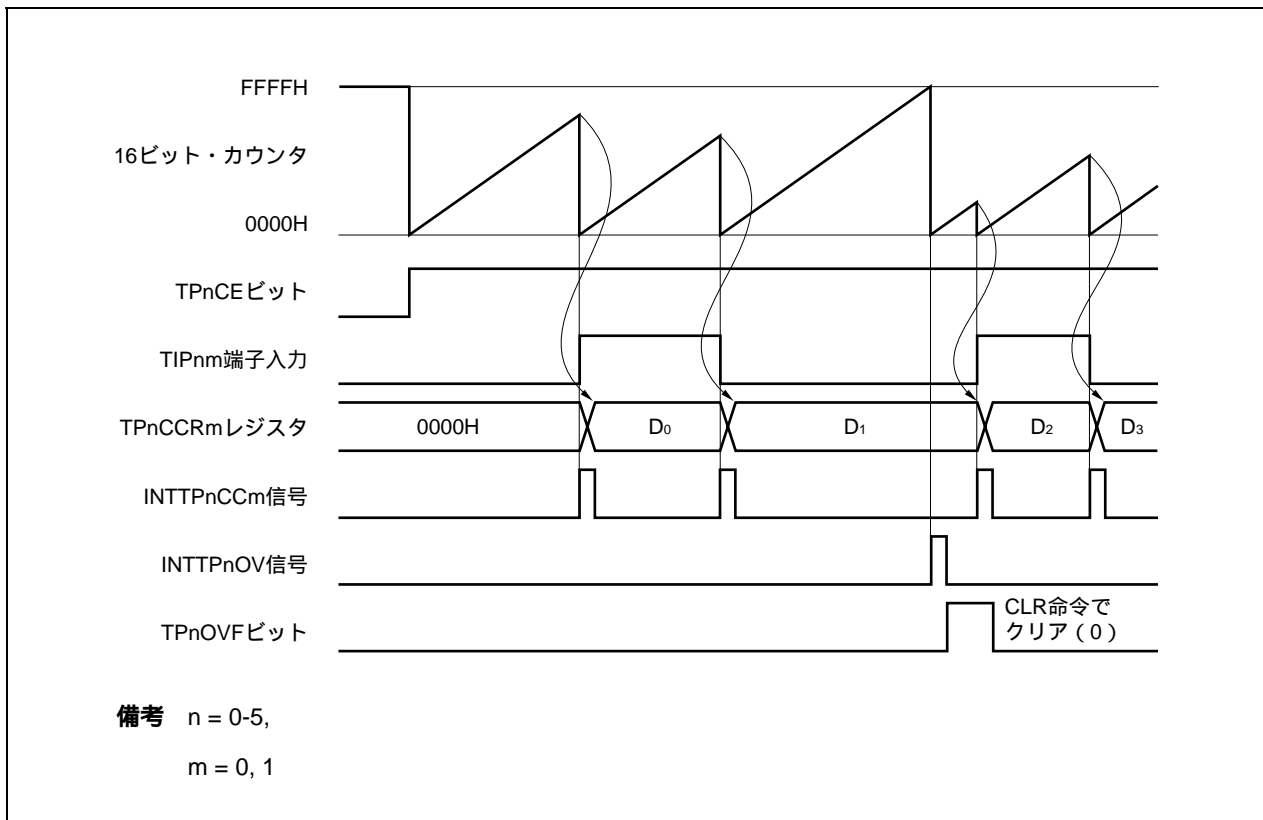 FFFFH
16ビット・カウンタ
0000H
TPnCEビット
TIPnm端子入力
TPnCCRmレジスタ
0000H
D0
D1
D2
D3
INTTPnCCm信号
INTTPnOV信号
TPnOVFビット
CLR命令で
クリア（0）
備考 n = 0-5,
m = 0, 1